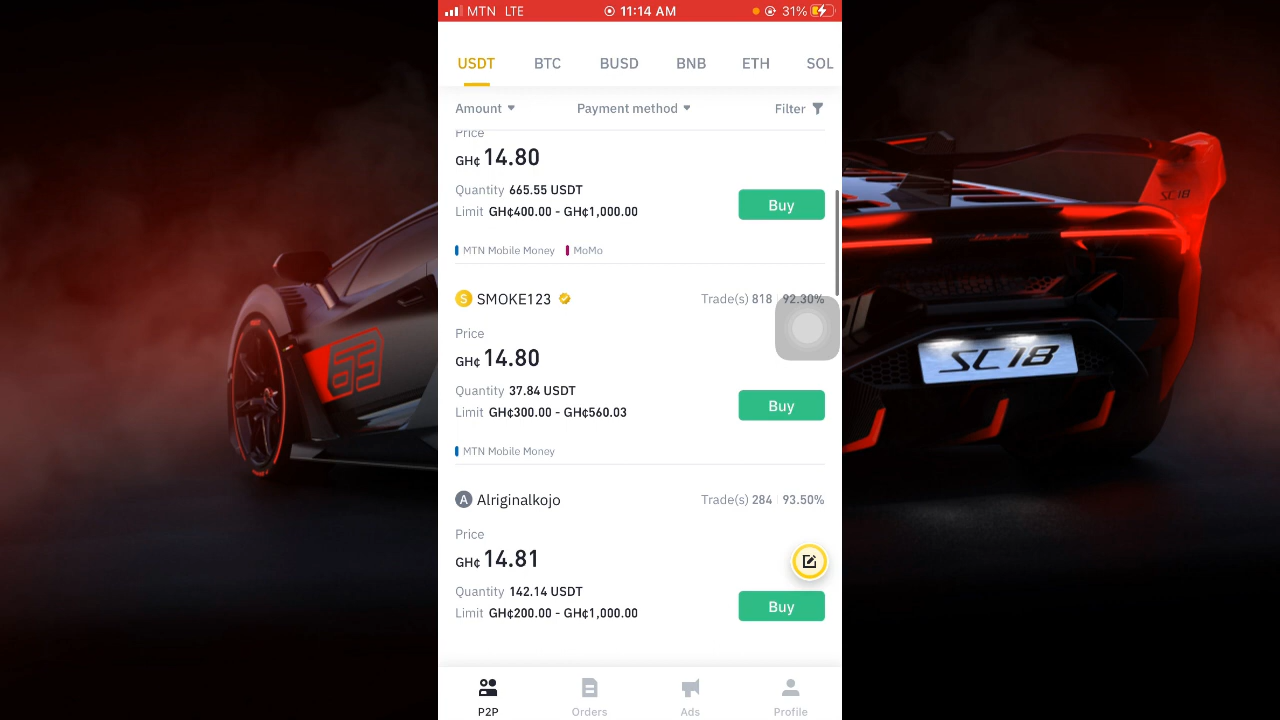 MTN LTE 11:14 AM 31%
USDT BTC BUSD BNB ETH SOL
Amount Payment method Filter
Price
GH¢ 14.80
Quantity 665.55 USDT
Limit GH¢400.00 - GH¢1,000.00
Buy
MTN Mobile Money MoMo
S SMOKE123 Trade(s) 818 92.30%
Price
GH¢ 14.80
Quantity 37.84 USDT
Limit GH¢300.00 - GH¢560.03
Buy
MTN Mobile Money
A Alriginalkojo Trade(s) 284 93.50%
Price
GH¢ 14.81
Quantity 142.14 USDT
Limit GH¢200.00 - GH¢1,000.00
Buy
P2P Orders Ads Profile
63
SC18
SC18